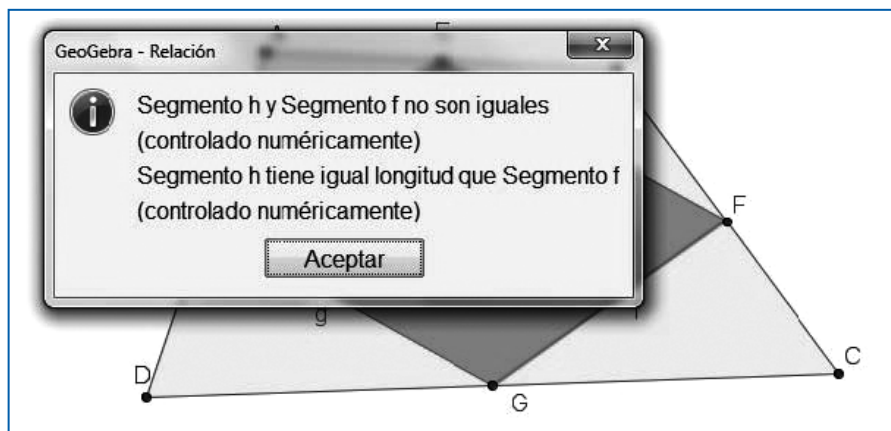 A
E
GeoGebra - Relación
Segmento h y Segmento f no son iguales
(controlado numéricamente)
Segmento h tiene igual longitud que Segmento f
(controlado numéricamente)
Aceptar
F
g
D
G
C